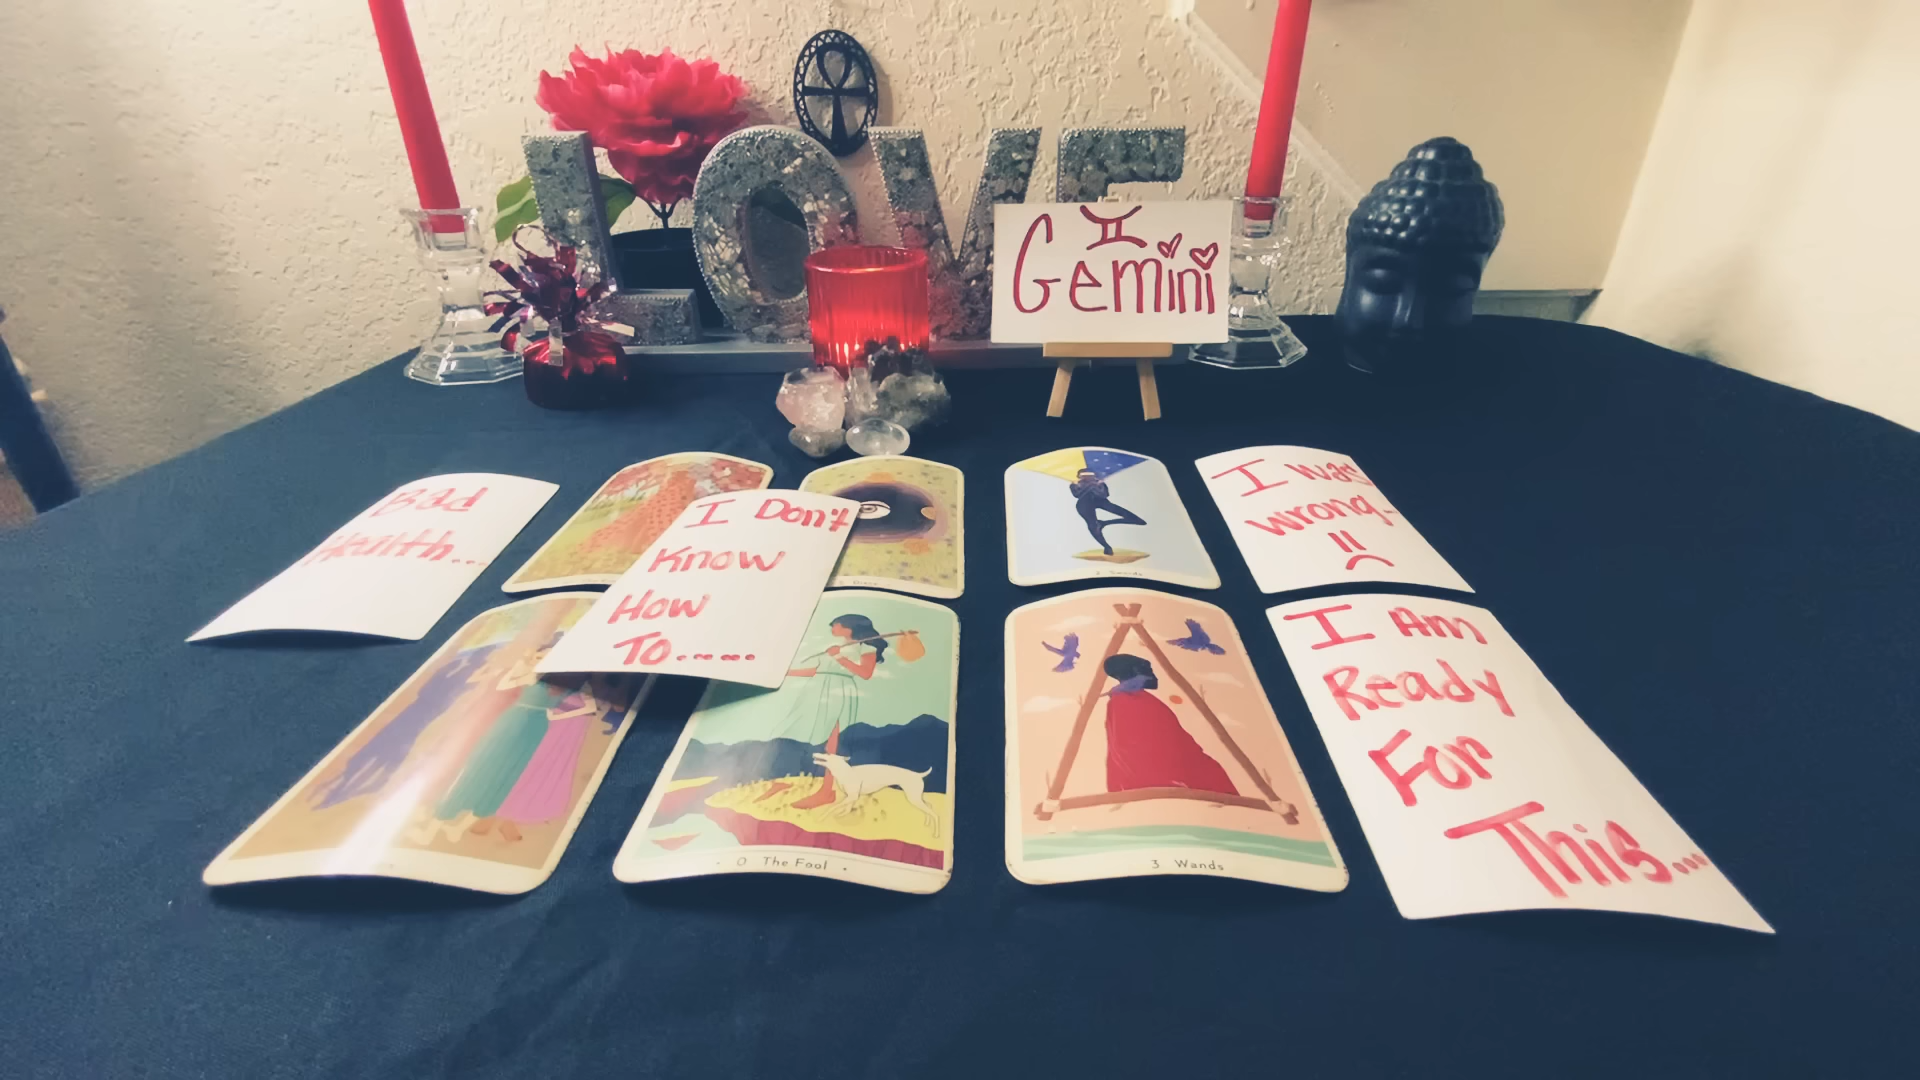 LOVE
Gemini
Bad
Health...
I Don't
Know
How
To......
I was
wrong-
I Am
Ready
For
This....
0 The Fool
3 Wands